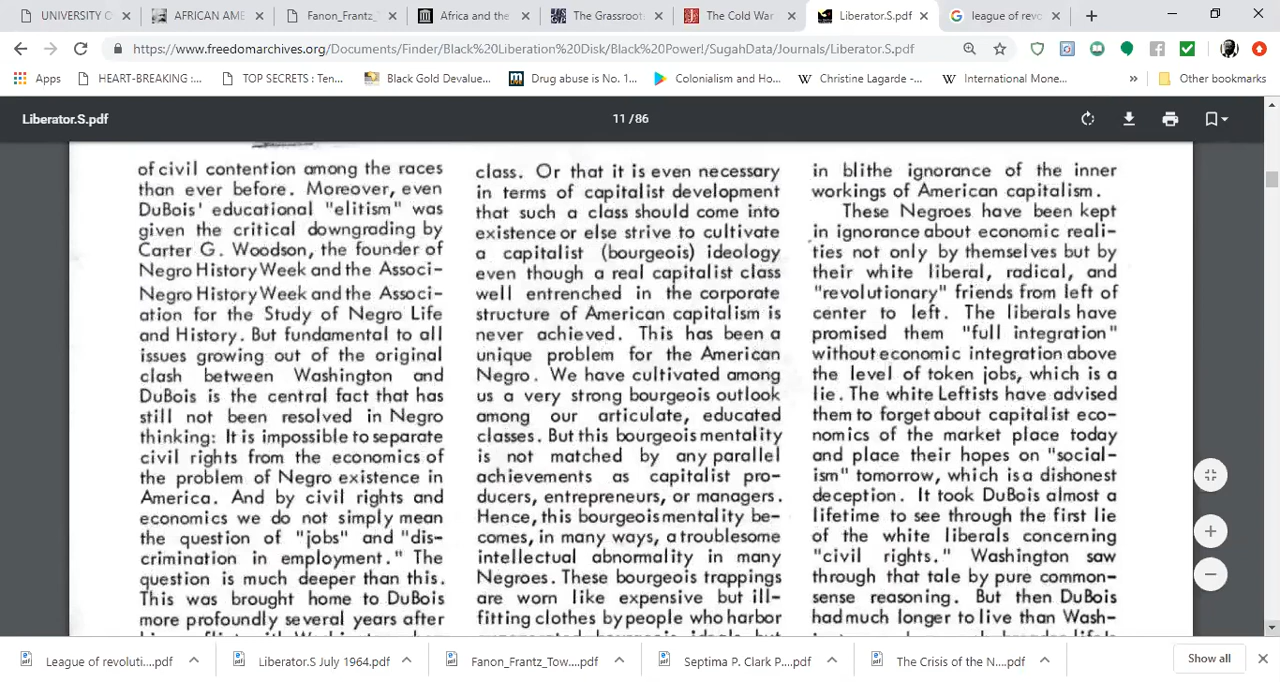 UNIVERSITY O
AFRICAN AME
Fanon_Frantz_
Africa and the
The Grassroot
The Cold War
Liberator.S.pdf
league of revo
https://www.freedomarchives.org/Documents/Finder/Black%20Liberation%20Disk/Black%20Power!/SugahData/Journals/Liberator.S.pdf
Apps
HEART-BREAKING :...
TOP SECRETS : Ten...
Black Gold Devalue...
Drug abuse is No. 1...
Colonialism and Ho...
Christine Lagarde -...
International Mone...
»
Other bookmarks
Liberator.S.pdf
11 / 86
of civil contention among the races
than ever before. Moreover, even
DuBois' educational "elitism" was
given the critical downgrading by
Carter G. Woodson, the founder of
Negro History Week and the Associ-
Negro History Week and the Associ-
ation for the Study of Negro Life
and History. But fundamental to all
issues growing out of the original
clash between Washington and
DuBois is the central fact that has
still not been resolved in Negro
thinking: It is impossible to separate
civil rights from the economics of
the problem of Negro existence in
America. And by civil rights and
economics we do not simply mean
the question of "jobs" and "dis-
crimination in employment." The
question is much deeper than this.
This was brought home to DuBois
more profoundly several years after
class. Or that it is even necessary
in terms of capitalist development
that such a class should come into
existence or else strive to cultivate
a capitalist (bourgeois) ideology
even though a real capitalist class
well entrenched in the corporate
structure of American capitalism is
never achieved. This has been a
unique problem for the American
Negro. We have cultivated among
us a very strong bourgeois outlook
among our articulate, educated
classes. But this bourgeois mentality
is not matched by any parallel
achievements as capitalist pro-
ducers, entrepreneurs, or managers.
Hence, this bourgeois mentality be-
comes, in many ways, a troublesome
intellectual abnormality in many
Negroes. These bourgeois trappings
are worn like expensive but ill-
fitting clothes by people who harbor
in blithe ignorance of the inner
workings of American capitalism.
These Negroes have been kept
in ignorance about economic reali-
ties not only by themselves but by
their white liberal, radical, and
"revolutionary" friends from left of
center to left. The liberals have
promised them "full integration"
without economic integration above
the level of token jobs, which is a
lie. The white Leftists have advised
them to forget about capitalist eco-
nomics of the market place today
and place their hopes on "social-
ism" tomorrow, which is a dishonest
deception. It took DuBois almost a
lifetime to see through the first lie
of the white liberals concerning
"civil rights." Washington saw
through that tale by pure common-
sense reasoning. But then DuBois
had much longer to live than Wash-
League of revoluti....pdf
Liberator.S July 1964.pdf
Fanon_Frantz_Tow....pdf
Septima P. Clark P....pdf
The Crisis of the N....pdf
Show all